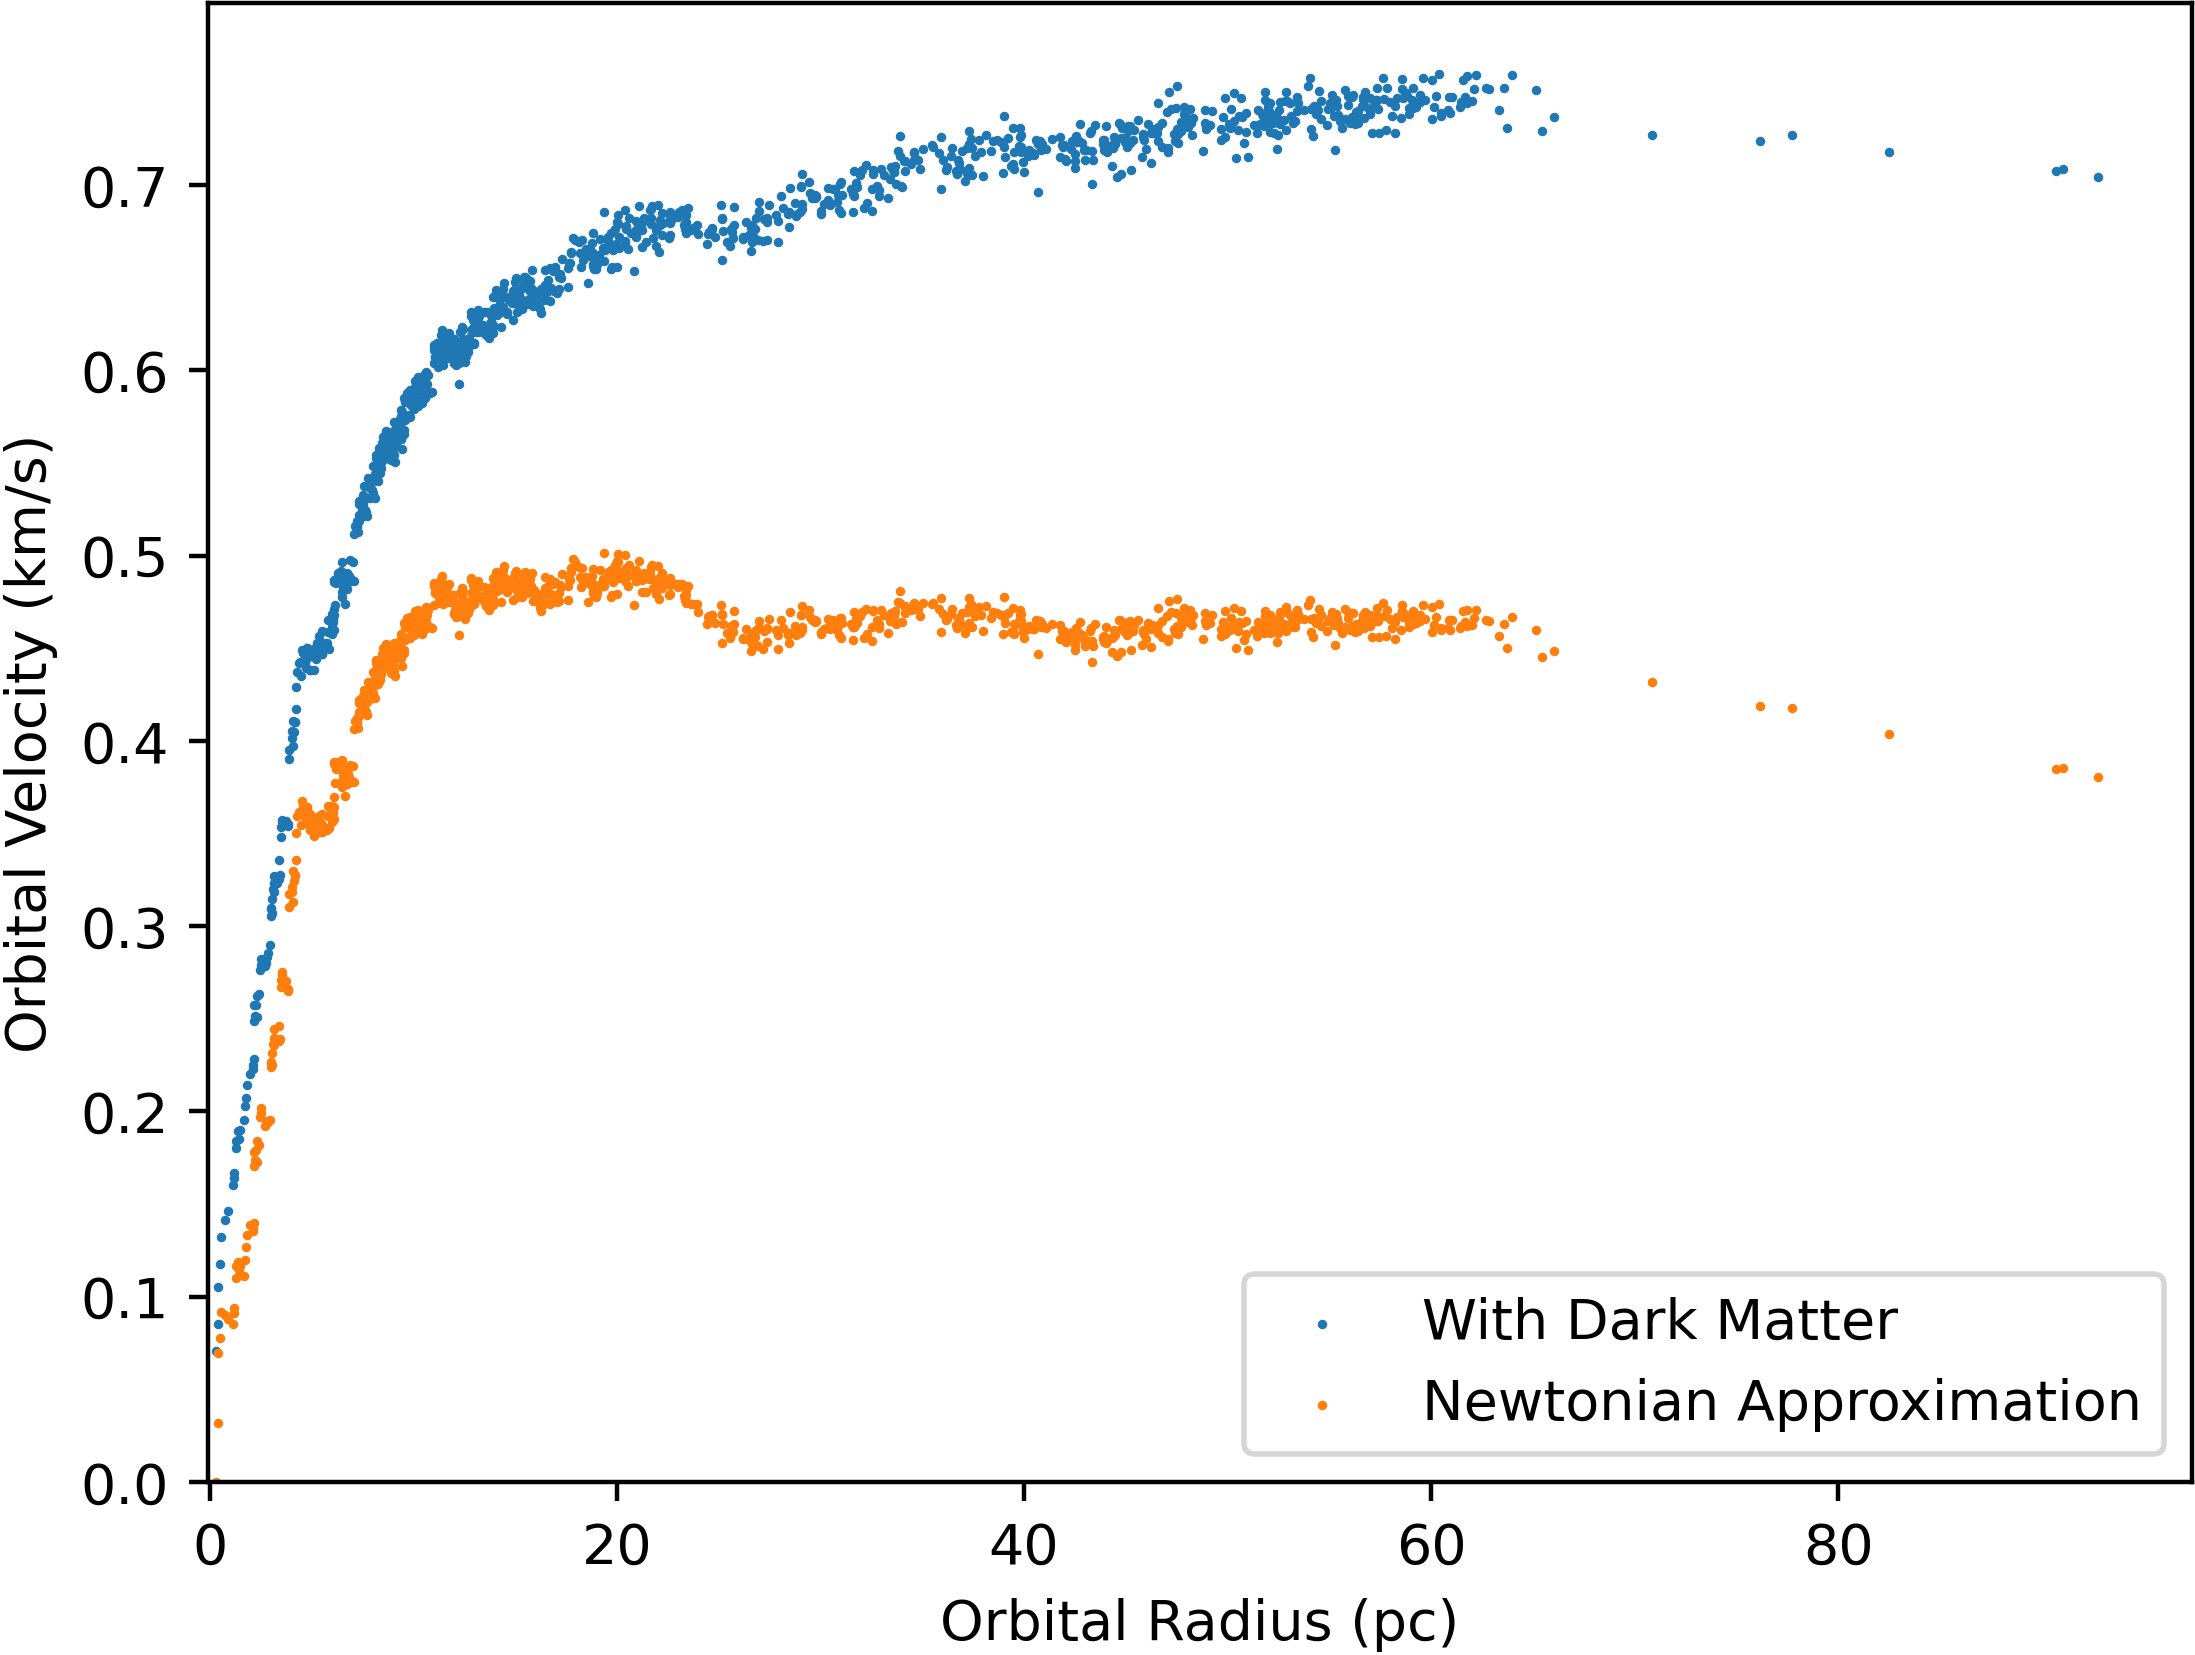 Orbital Velocity (km/s)
0.7
0.6
0.5
0.4
0.3
0.2
0.1
0.0
With Dark Matter
Newtonian Approximation
0 20 40 60 80
Orbital Radius (pc)